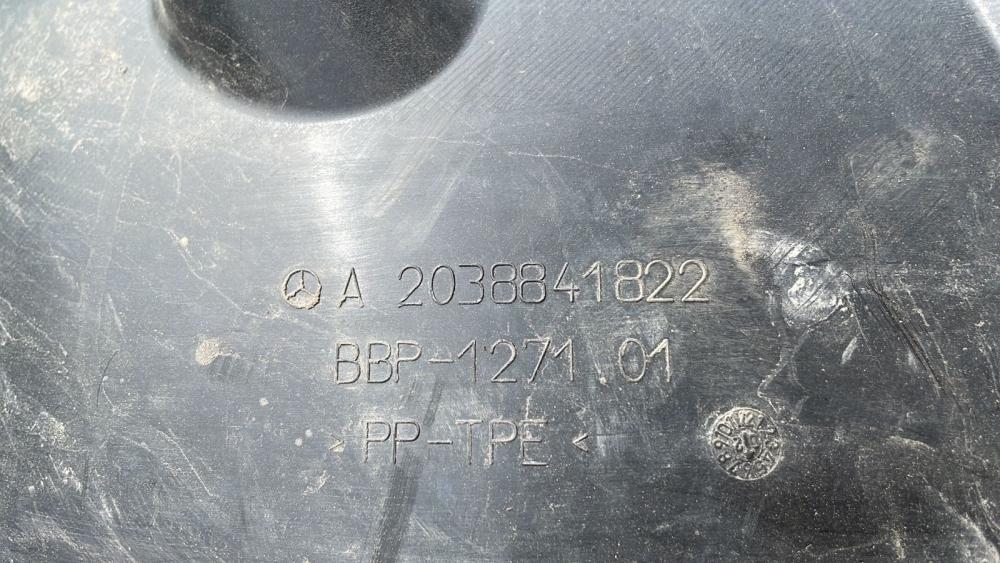 A 2038841822
BBP-1271.01
> PP-TPE <